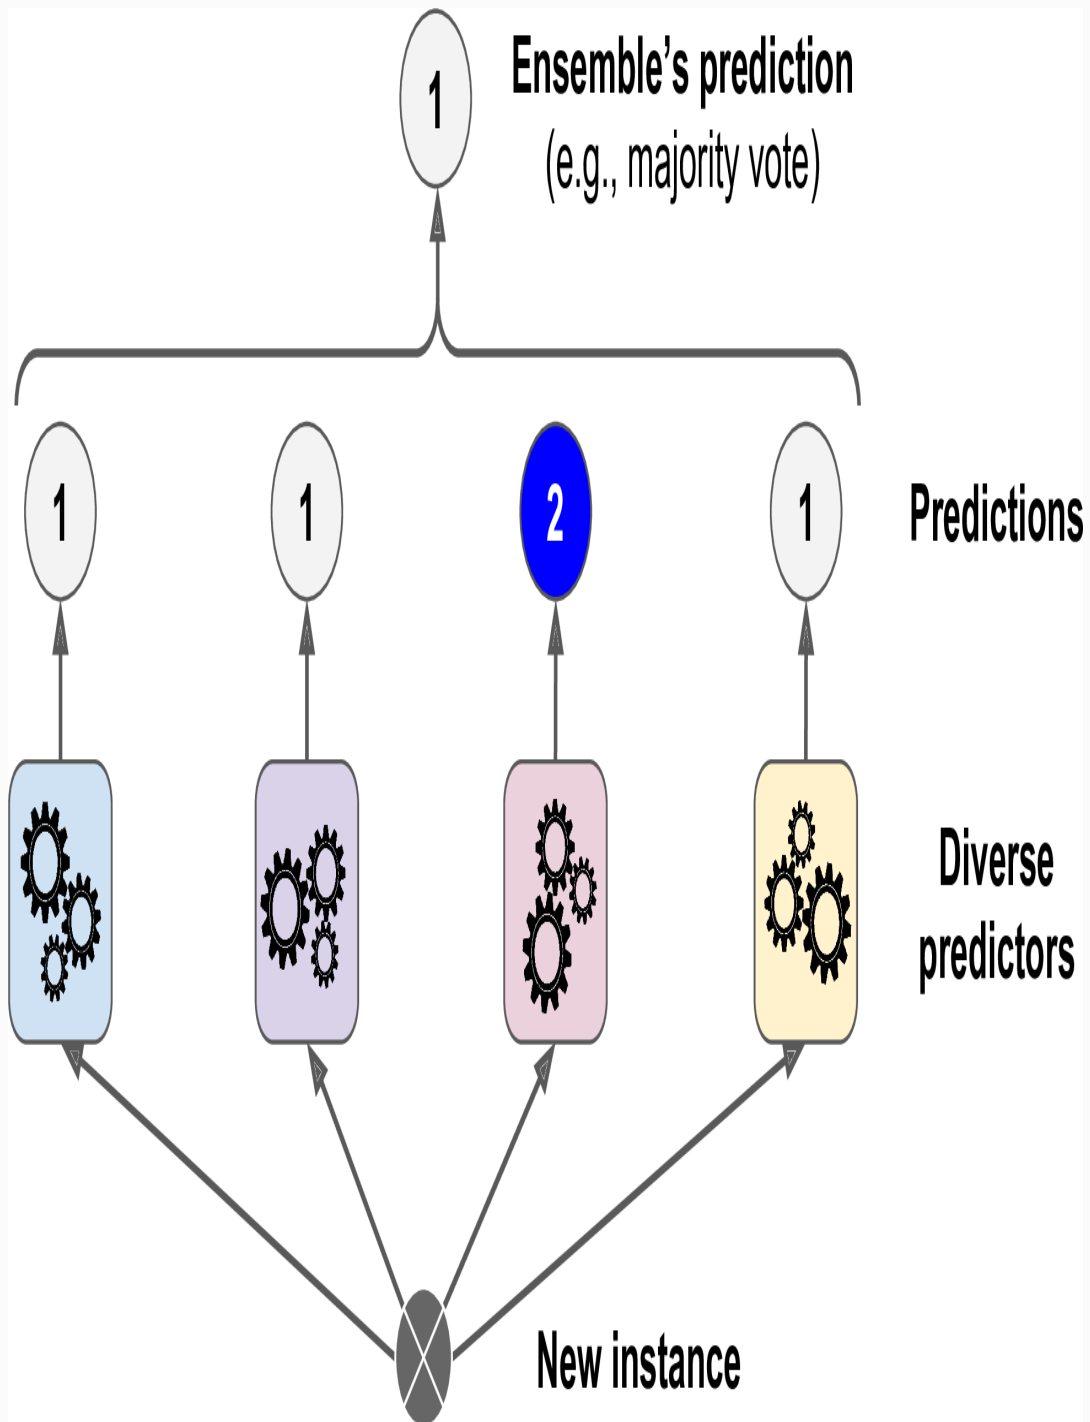 1
Ensemble’s prediction
(e.g., majority vote)
1 1 2 1 Predictions
Diverse
predictors
New instance